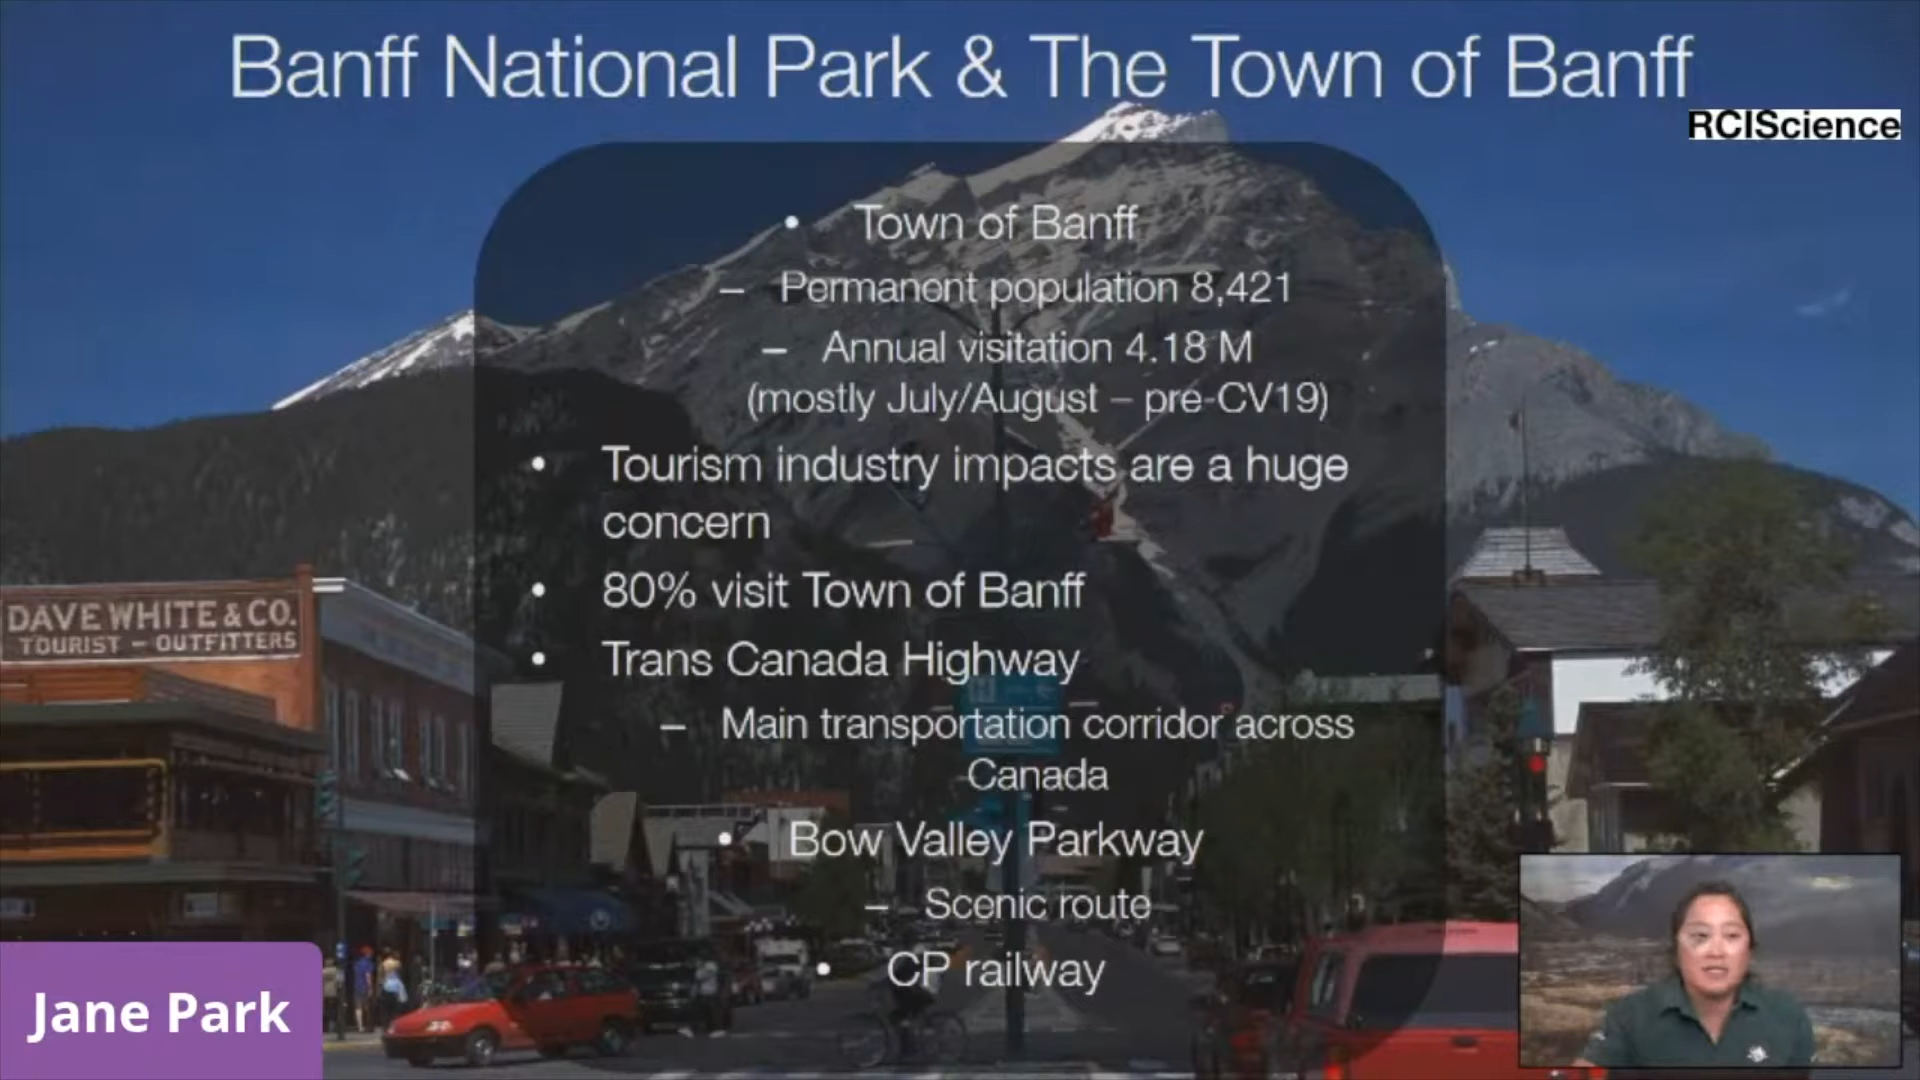 Banff National Park & The Town of Banff
RCIScience
• Town of Banff
– Permanent population 8,421
– Annual visitation 4.18 M
(mostly July/August – pre-CV19)
• Tourism industry impacts are a huge
concern
• 80% visit Town of Banff
• Trans Canada Highway
– Main transportation corridor across
Canada
• Bow Valley Parkway
– Scenic route
• CP railway
DAVE WHITE & CO.
TOURIST – OUTFITTERS
Jane Park